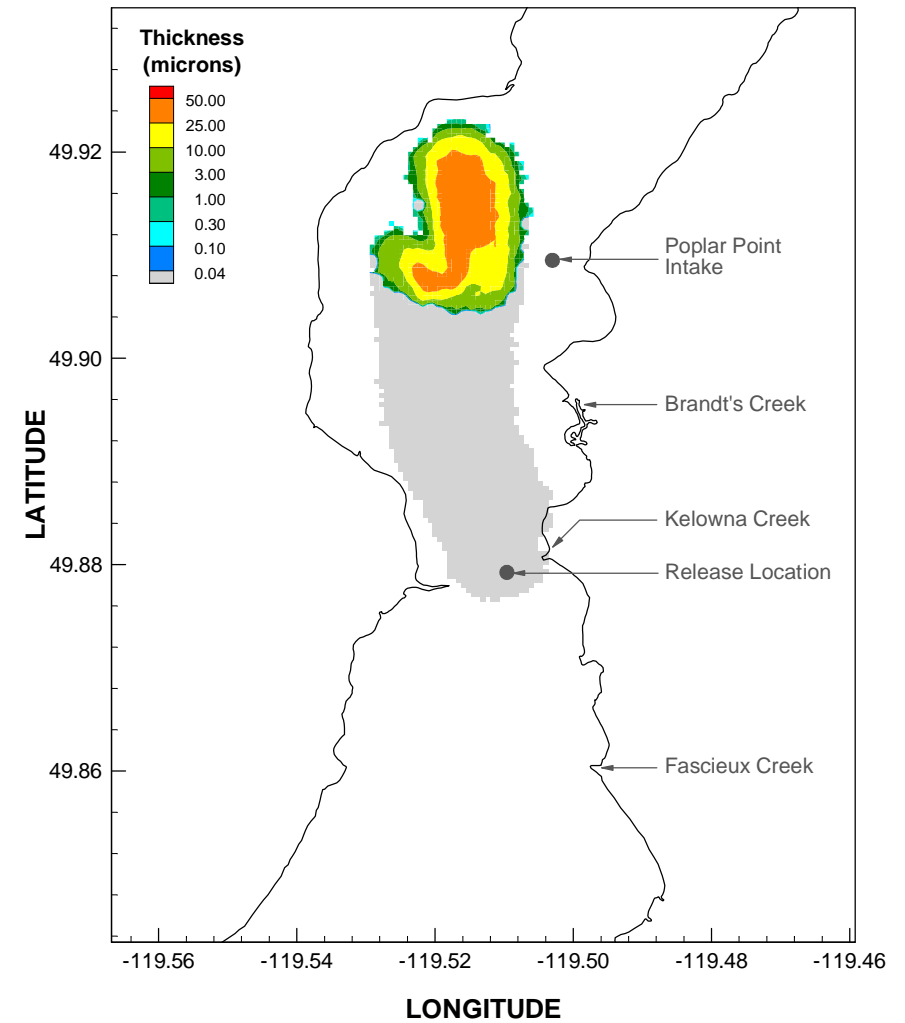 Thickness
(microns)
50.00
25.00
10.00
3.00
1.00
0.30
0.10
0.04
49.92
49.90
49.88
49.86
LATITUDE
Poplar Point
Intake
Brandt's Creek
Kelowna Creek
Release Location
Fascieux Creek
-119.56
-119.54
-119.52
-119.50
-119.48
-119.46
LONGITUDE